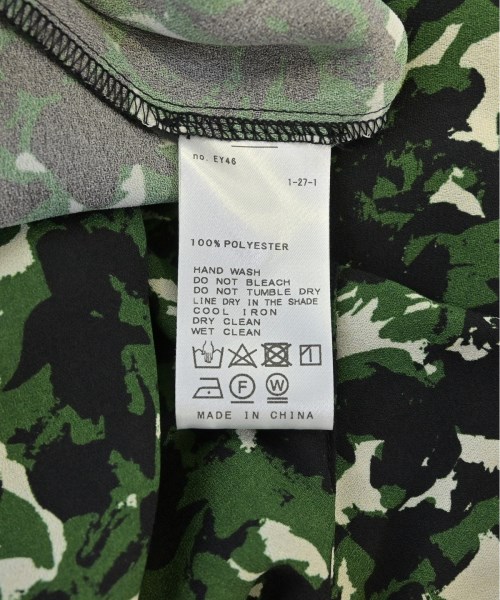 no. EY46
1-27-1
100% POLYESTER
HAND WASH
DO NOT BLEACH
DO NOT TUMBLE DRY
LINE DRY IN THE SHADE
COOL IRON
DRY CLEAN
WET CLEAN
F W
MADE IN CHINA